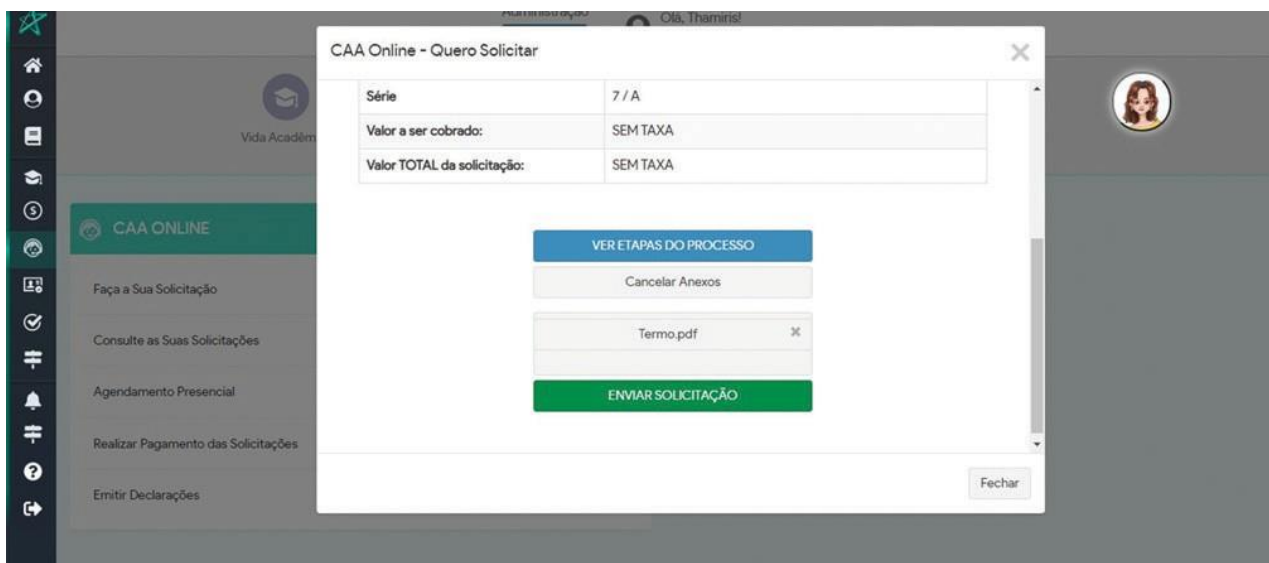 Administração
Olá, Thamiris!
CAA Online - Quero Solicitar
Série 7 / A
Vida Acadêm
Valor a ser cobrado: SEM TAXA
Valor TOTAL da solicitação: SEM TAXA
CAA ONLINE
VER ETAPAS DO PROCESSO
Faça a Sua Solicitação
Cancelar Anexos
Consulte as Suas Solicitações
Termo.pdf
Agendamento Presencial
ENVIAR SOLICITAÇÃO
Realizar Pagamento das Solicitações
Emitir Declarações
Fechar